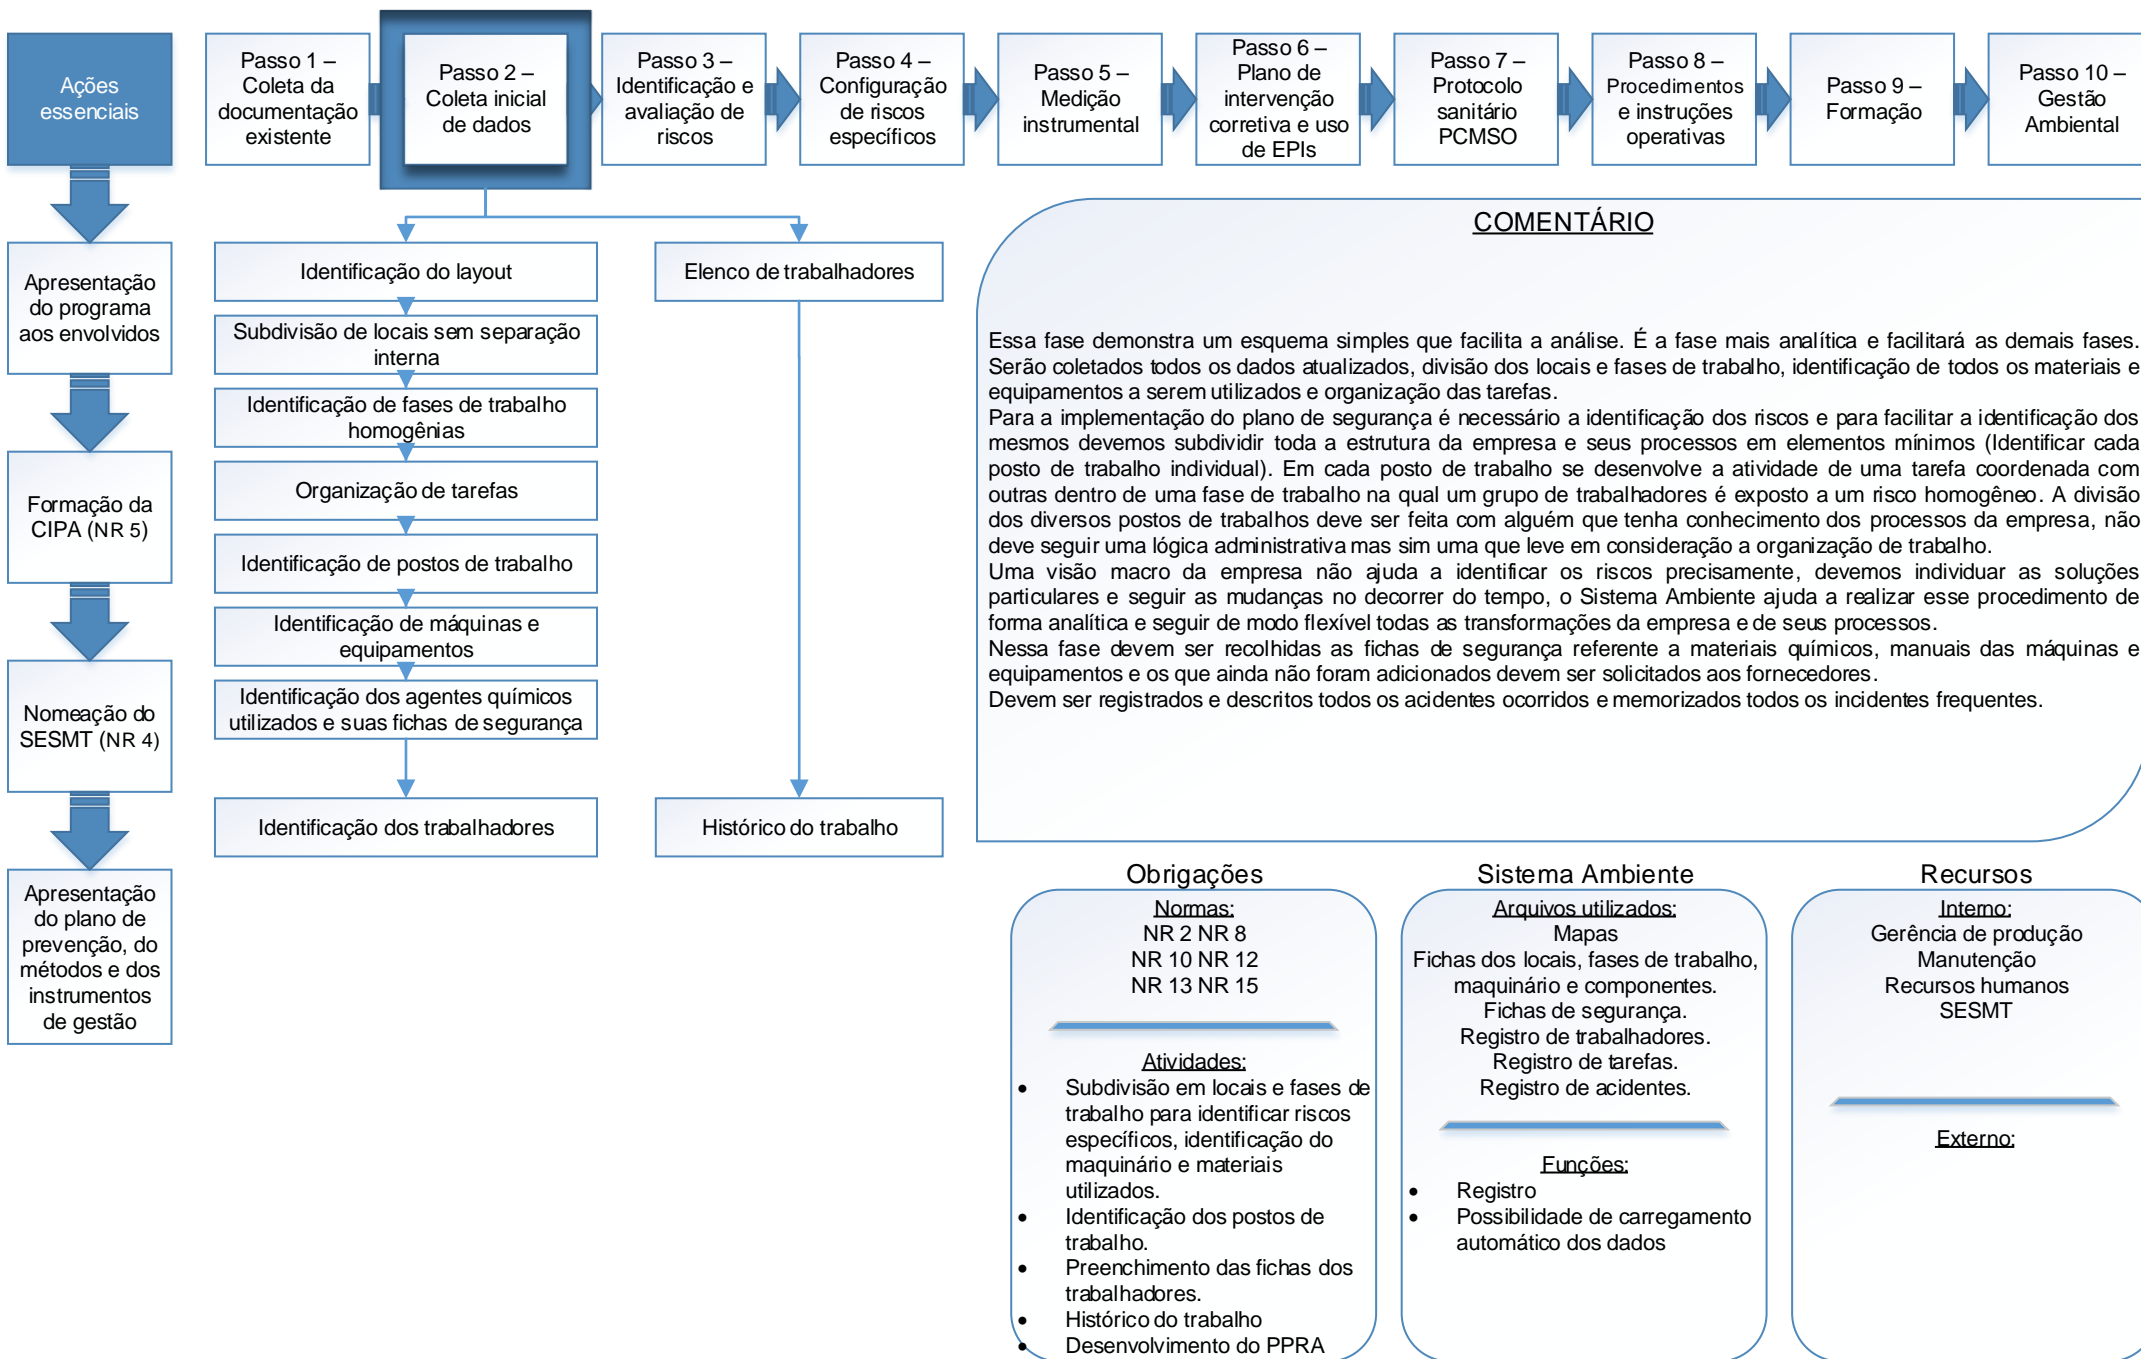 Ações
essenciais
Passo 1 –
Coleta da
documentação
existente
Passo 2 –
Coleta inicial
de dados
Passo 3 –
Identificação e
avaliação de
riscos
Passo 4 –
Configuração
de riscos
específicos
Passo 5 –
Medição
instrumental
Passo 6 –
Plano de
intervenção
corretiva e uso
de EPIs
Passo 7 –
Protocolo
sanitário
PCMSO
Passo 8 –
Procedimentos
e instruções
operativas
Passo 9 –
Formação
Passo 10 –
Gestão
Ambiental
Apresentação
do programa
aos envolvidos
Formação da
CIPA (NR 5)
Nomeação do
SESMT (NR 4)
Apresentação
do plano de
prevenção, do
métodos e dos
instrumentos
de gestão
Identificação do layout
Subdivisão de locais sem separação
interna
Identificação de fases de trabalho
homogênias
Organização de tarefas
Identificação de postos de trabalho
Identificação de máquinas e
equipamentos
Identificação dos agentes químicos
utilizados e suas fichas de segurança
Identificação dos trabalhadores
Elenco de trabalhadores
Histórico do trabalho
COMENTÁRIO
Essa fase demonstra um esquema simples que facilita a análise. É a fase mais analítica e facilitará as demais fases.
Serão coletados todos os dados atualizados, divisão dos locais e fases de trabalho, identificação de todos os materiais e
equipamentos a serem utilizados e organização das tarefas.
Para a implementação do plano de segurança é necessário a identificação dos riscos e para facilitar a identificação dos
mesmos devemos subdividir toda a estrutura da empresa e seus processos em elementos mínimos (Identificar cada
posto de trabalho individual). Em cada posto de trabalho se desenvolve a atividade de uma tarefa coordenada com
outras dentro de uma fase de trabalho na qual um grupo de trabalhadores é exposto a um risco homogêneo. A divisão
dos diversos postos de trabalhos deve ser feita com alguém que tenha conhecimento dos processos da empresa, não
deve seguir uma lógica administrativa mas sim uma que leve em consideração a organização de trabalho.
Uma visão macro da empresa não ajuda a identificar os riscos precisamente, devemos individuar as soluções
particulares e seguir as mudanças no decorrer do tempo, o Sistema Ambiente ajuda a realizar esse procedimento de
forma analítica e seguir de modo flexível todas as transformações da empresa e de seus processos.
Nessa fase devem ser recolhidas as fichas de segurança referente a materiais químicos, manuais das máquinas e
equipamentos e os que ainda não foram adicionados devem ser solicitados aos fornecedores.
Devem ser registrados e descritos todos os acidentes ocorridos e memorizados todos os incidentes frequentes.
Obrigações
Normas:
NR 2 NR 8
NR 10 NR 12
NR 13 NR 15
Atividades:
• Subdivisão em locais e fases de
trabalho para identificar riscos
específicos, identificação do
maquinário e materiais
utilizados.
• Identificação dos postos de
trabalho.
• Preenchimento das fichas dos
trabalhadores.
• Histórico do trabalho
• Desenvolvimento do PPRA
Sistema Ambiente
Arquivos utilizados:
Mapas
Fichas dos locais, fases de trabalho,
maquinário e componentes.
Fichas de segurança.
Registro de trabalhadores.
Registro de tarefas.
Registro de acidentes.
Funções:
• Registro
• Possibilidade de carregamento
automático dos dados
Recursos
Interno:
Gerência de produção
Manutenção
Recursos humanos
SESMT
Externo: